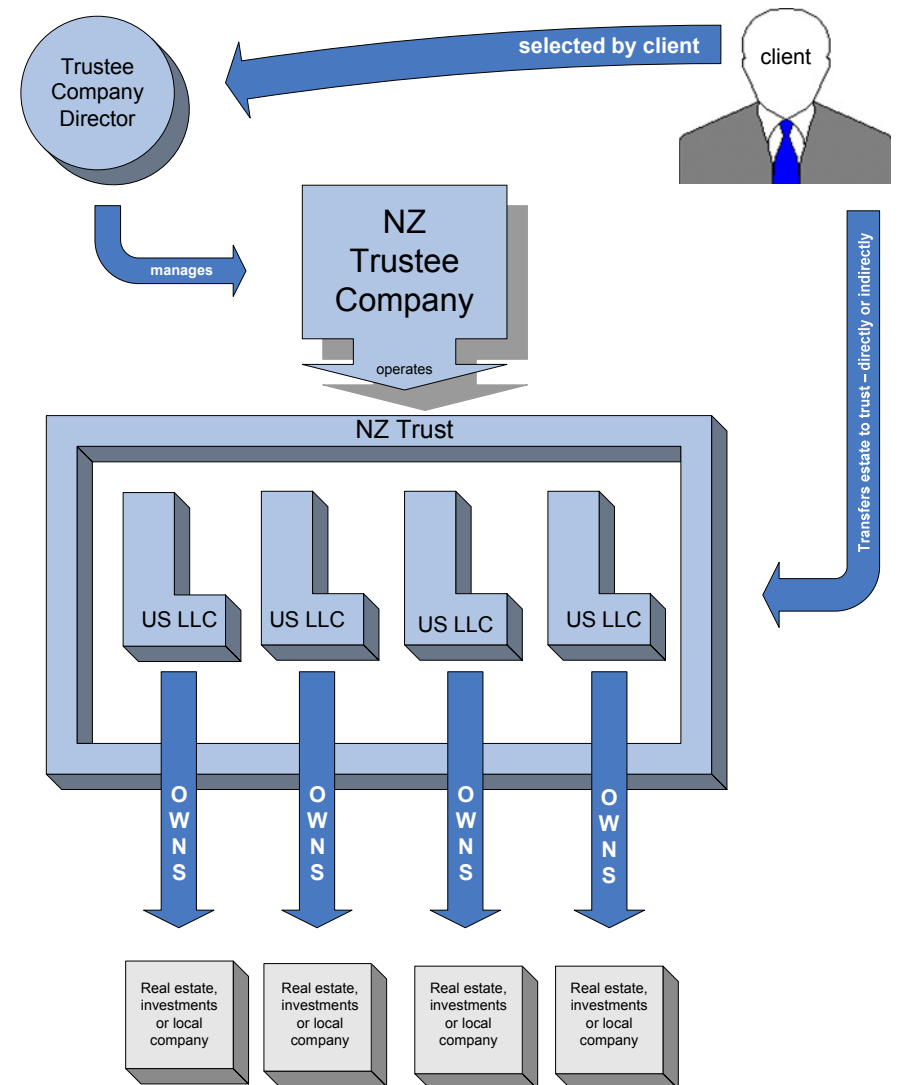 selected by client
client
Trustee
Company
Director
manages
NZ
Trustee
Company
operates
Transfers estate to trust – directly or indirectly
NZ Trust
US LLC
US LLC
US LLC
US LLC
OWNS
OWNS
OWNS
OWNS
Real estate,
investments
or local
company
Real estate,
investments
or local
company
Real estate,
investments
or local
company
Real estate,
investments
or local
company